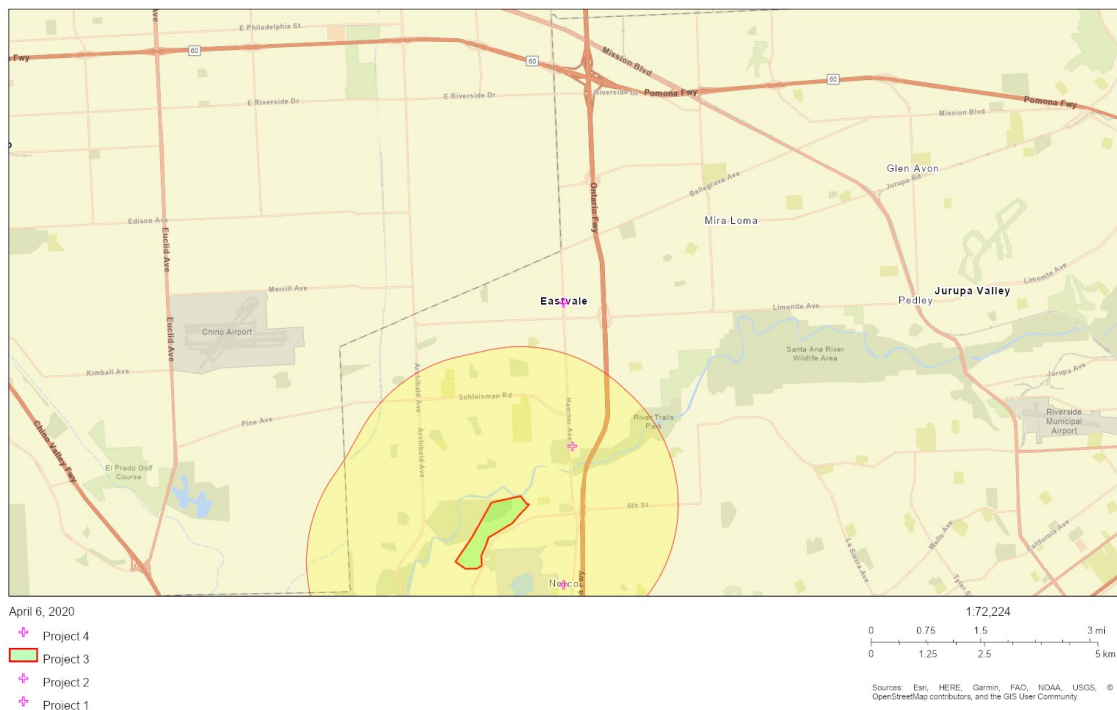 E Philadelphia St
Ave
Fwy
60
60
Mission Blvd
60
E Riverside Dr
E Riverside Dr
Riverside Dr
Pomona Fwy
Pomona Fwy
Mission Blvd
Glen Avon
Jurupa Rd
Bellegrave Ave
Ontario Fwy
Mira Loma
Edison Ave
Euclid Ave
Limonite Ave
Merrill Ave
Eastvale
Jurupa Valley
Pedley
Limonite Ave
Chino Airport
Euclid Ave
Santa Ana River
Wildlife Area
Kimball Ave
Archibald Ave
Jurupa Ave
Schleisman Rd
Hamner Ave
River Trails
Park
Riverside
Municipal
Airport
Pine Ave
Chino Valley Fwy
Archibald Ave
El Prado Golf
Course
6th St
La Sierra Ave
Wells Ave
California Ave
Tyler S
Norco
e Fwy
April 6, 2020
1:72,224
Project 4
Project 3
Project 2
Project 1
0 0.75 1.5 3 mi
0 1.25 2.5 5 km
Sources: Esri, HERE, Garmin, FAO, NOAA, USGS, ©
OpenStreetMap contributors, and the GIS User Community